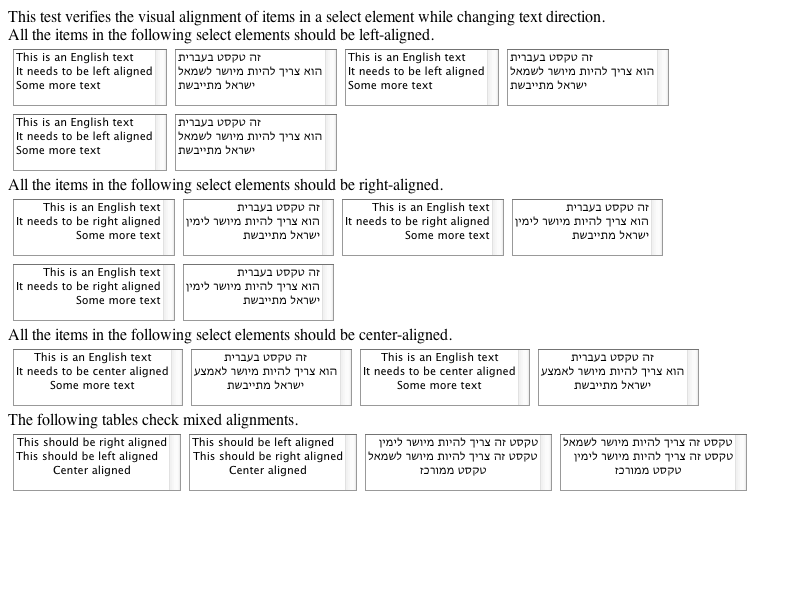 This test verifies the visual alignment of items in a select element while changing text direction.
All the items in the following select elements should be left-aligned.
This is an English text
It needs to be left aligned
Some more text
זה טקסט בעברית
הוא צריך להיות מיושר לשמאל
ישראל מתייבשת
This is an English text
It needs to be left aligned
Some more text
זה טקסט בעברית
הוא צריך להיות מיושר לשמאל
ישראל מתייבשת
This is an English text
It needs to be left aligned
Some more text
זה טקסט בעברית
הוא צריך להיות מיושר לשמאל
ישראל מתייבשת
All the items in the following select elements should be right-aligned.
This is an English text
It needs to be right aligned
Some more text
זה טקסט בעברית
הוא צריך להיות מיושר לימין
ישראל מתייבשת
This is an English text
It needs to be right aligned
Some more text
זה טקסט בעברית
הוא צריך להיות מיושר לימין
ישראל מתייבשת
This is an English text
It needs to be right aligned
Some more text
זה טקסט בעברית
הוא צריך להיות מיושר לימין
ישראל מתייבשת
All the items in the following select elements should be center-aligned.
This is an English text
It needs to be center aligned
Some more text
זה טקסט בעברית
הוא צריך להיות מיושר לאמצע
ישראל מתייבשת
This is an English text
It needs to be center aligned
Some more text
זה טקסט בעברית
הוא צריך להיות מיושר לאמצע
ישראל מתייבשת
The following tables check mixed alignments.
This should be right aligned
This should be left aligned
Center aligned
This should be left aligned
This should be right aligned
Center aligned
טקסט זה צריך להיות מיושר לימין
טקסט זה צריך להיות מיושר לשמאל
טקסט ממורכז
טקסט זה צריך להיות מיושר לשמאל
טקסט זה צריך להיות מיושר לימין
טקסט ממורכז